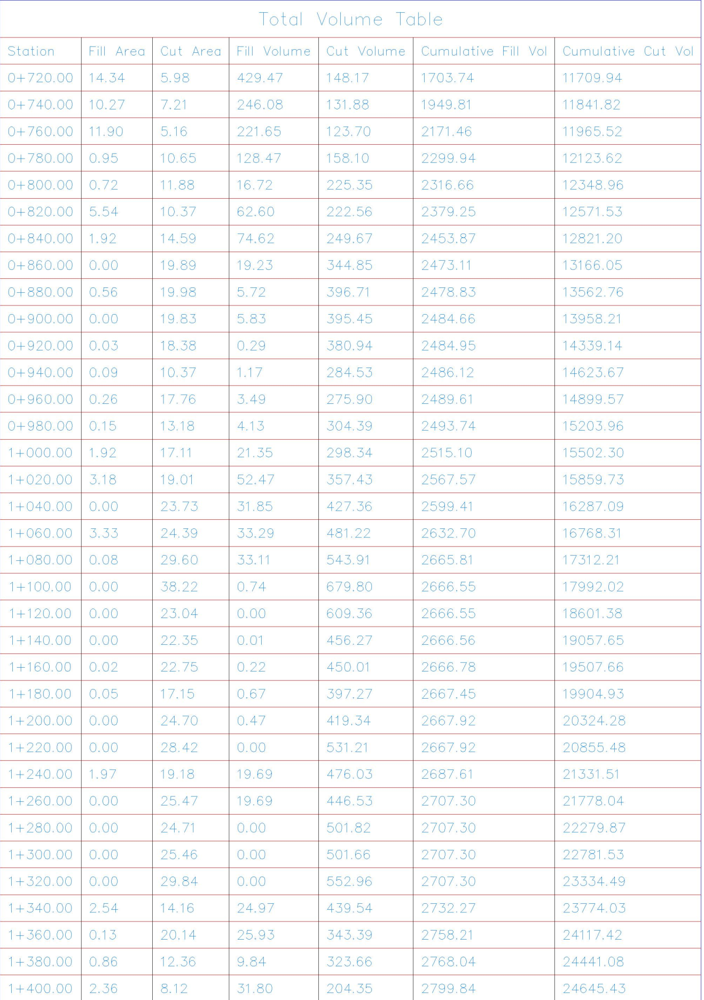 Total Volume Table
Station Fill Area Cut Area Fill Volume Cut Volume Cumulative Fill Vol Cumulative Cut Vol
0+720.00 14.34 5.98 429.47 148.17 1703.74 11709.94
0+740.00 10.27 7.21 246.08 131.88 1949.81 11841.82
0+760.00 11.90 5.16 221.65 123.70 2171.46 11965.52
0+780.00 0.95 10.65 128.47 158.10 2299.94 12123.62
0+800.00 0.72 11.88 16.72 225.35 2316.66 12348.96
0+820.00 5.54 10.37 62.60 222.56 2379.25 12571.53
0+840.00 1.92 14.59 74.62 249.67 2453.87 12821.20
0+860.00 0.00 19.89 19.23 344.85 2473.11 13166.05
0+880.00 0.56 19.98 5.72 396.71 2478.83 13562.76
0+900.00 0.00 19.83 5.83 395.45 2484.66 13958.21
0+920.00 0.03 18.38 0.29 380.94 2484.95 14339.14
0+940.00 0.09 10.37 1.17 284.53 2486.12 14623.67
0+960.00 0.26 17.76 3.49 275.90 2489.61 14899.57
0+980.00 0.15 13.18 4.13 304.39 2493.74 15203.96
1+000.00 1.92 17.11 21.35 298.34 2515.10 15502.30
1+020.00 3.18 19.01 52.47 357.43 2567.57 15859.73
1+040.00 0.00 23.73 31.85 427.36 2599.41 16287.09
1+060.00 3.33 24.39 33.29 481.22 2632.70 16768.31
1+080.00 0.08 29.60 33.11 543.91 2665.81 17312.21
1+100.00 0.00 38.22 0.74 679.80 2666.55 17992.02
1+120.00 0.00 23.04 0.00 609.36 2666.55 18601.38
1+140.00 0.00 22.35 0.01 456.27 2666.56 19057.65
1+160.00 0.02 22.75 0.22 450.01 2666.78 19507.66
1+180.00 0.05 17.15 0.67 397.27 2667.45 19904.93
1+200.00 0.00 24.70 0.47 419.34 2667.92 20324.28
1+220.00 0.00 28.42 0.00 531.21 2667.92 20855.48
1+240.00 1.97 19.18 19.69 476.03 2687.61 21331.51
1+260.00 0.00 25.47 19.69 446.53 2707.30 21778.04
1+280.00 0.00 24.71 0.00 501.82 2707.30 22279.87
1+300.00 0.00 25.46 0.00 501.66 2707.30 22781.53
1+320.00 0.00 29.84 0.00 552.96 2707.30 23334.49
1+340.00 2.54 14.16 24.97 439.54 2732.27 23774.03
1+360.00 0.13 20.14 25.93 343.39 2758.21 24117.42
1+380.00 0.86 12.36 9.84 323.66 2768.04 24441.08
1+400.00 2.36 8.12 31.80 204.35 2799.84 24645.43